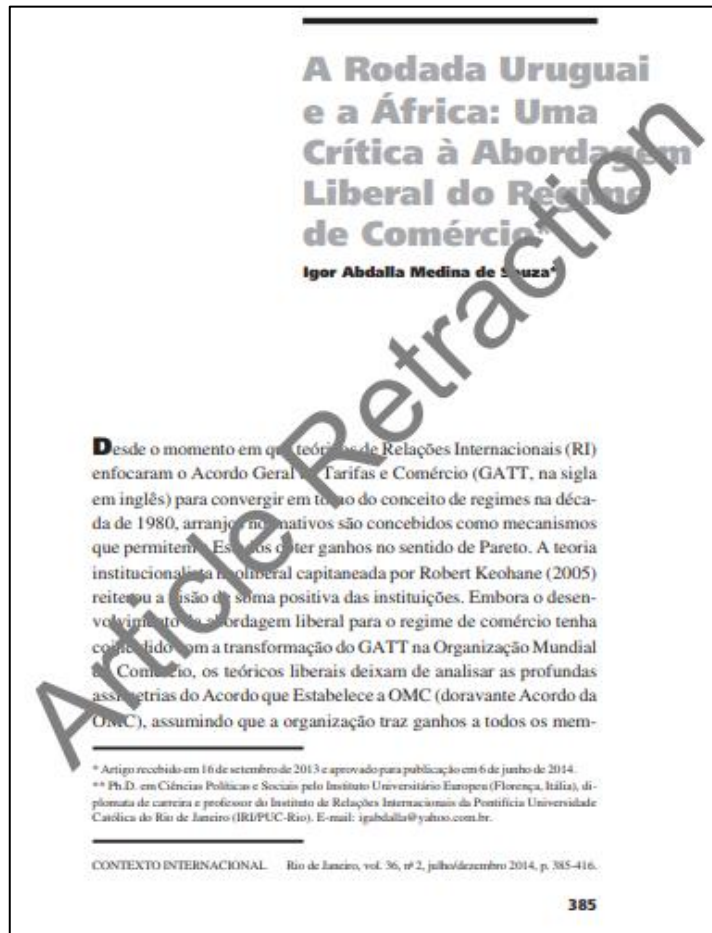 A Rodada Uruguai
e a África: Uma
Crítica à Abordagem
Liberal do Regime
de Comércio*
Igor Abdalla Medina de Souza*
Desde o momento em que teóricos de Relações Internacionais (RI)
enfocaram o Acordo Geral Tarifas e Comércio (GATT, na sigla
em inglês) para convergir em torno do conceito de regimes na déca-
da de 1980, arranjos normativos são concebidos como mecanismos
que permitem Estados obter ganhos no sentido de Pareto. A teoria
institucionalista neoliberal capitaneada por Robert Keohane (2005)
reiterou a visão de soma positiva das instituições. Embora o desen-
volvimento da abordagem liberal para o regime de comércio tenha
coincidido com a transformação do GATT na Organização Mundial
Comércio, os teóricos liberais deixam de analisar as profundas
assimetrias do Acordo que Estabelece a OMC (doravante Acordo da
OMC), assumindo que a organização traz ganhos a todos os mem-
* Artigo recebido em 16 de setembro de 2013 e aprovado para publicação em 6 de junho de 2014.
** Ph.D. em Ciências Políticas e Sociais pelo Instituto Universitário Europeu (Florença, Itália), di-
plomata de carreira e professor do Instituto de Relações Internacionais da Pontifícia Universidade
Católica do Rio de Janeiro (IRI/PUC-Rio). E-mail: igabdalla@yahoo.com.br.
CONTEXTO INTERNACIONAL Rio de Janeiro, vol. 36, nº 2, julho/dezembro 2014, p. 385-416.
385
Article Retraction